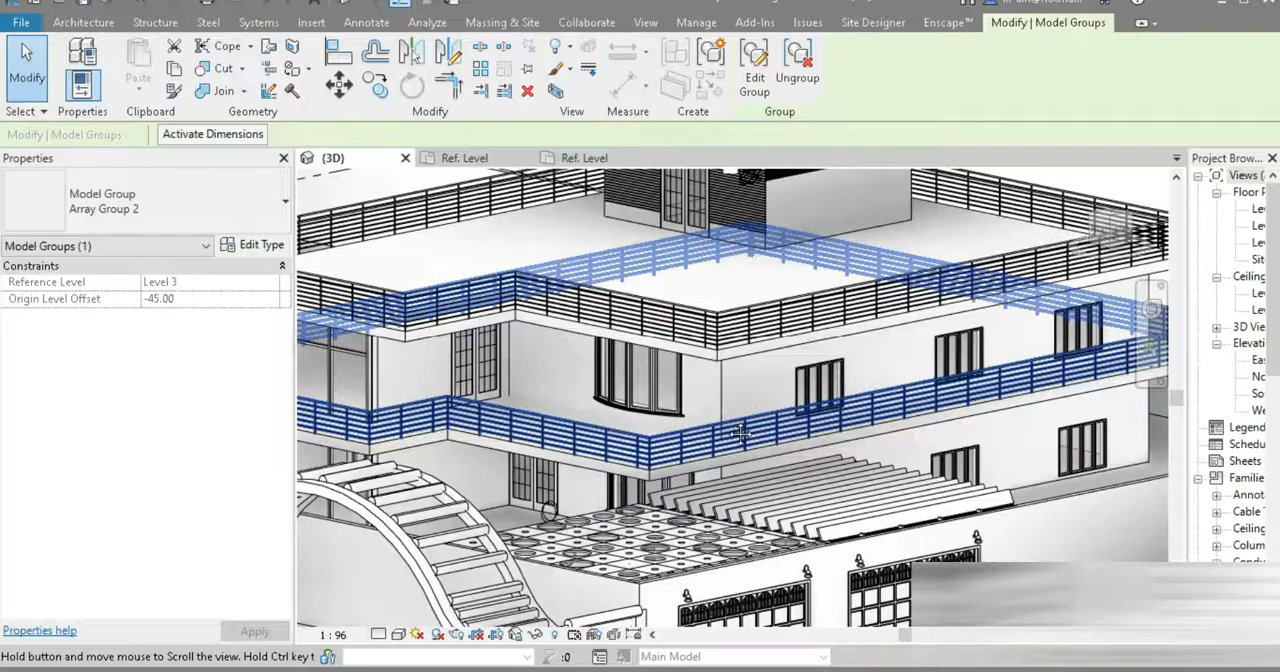 File Architecture Structure Steel Systems Insert Annotate Analyze Massing & Site Collaborate View Manage Add-Ins Issues Site Designer Enscape™ Modify | Model Groups
Cope
Cut
Join
Modify
Paste
Edit Group
Ungroup
Select Properties Clipboard Geometry Modify View Measure Create Group
Modify | Model Groups Activate Dimensions
Properties
{3D} Ref. Level Ref. Level
Project Brow...
Model Group
Array Group 2
Model Groups (1) Edit Type
Constraints
Reference Level Level 3
Origin Level Offset -45.00
Views (
Floor P
Lev
Lev
Lev
Sit
Ceiling
Lev
Lev
3D Vie
Elevati
Eas
No
So
We
Legend
Schedu
Sheets
Familie
Annota
Cable T
Ceiling
Colum
Properties help Apply
1 : 96
Hold button and move mouse to Scroll the view. Hold Ctrl key t :0 Main Model